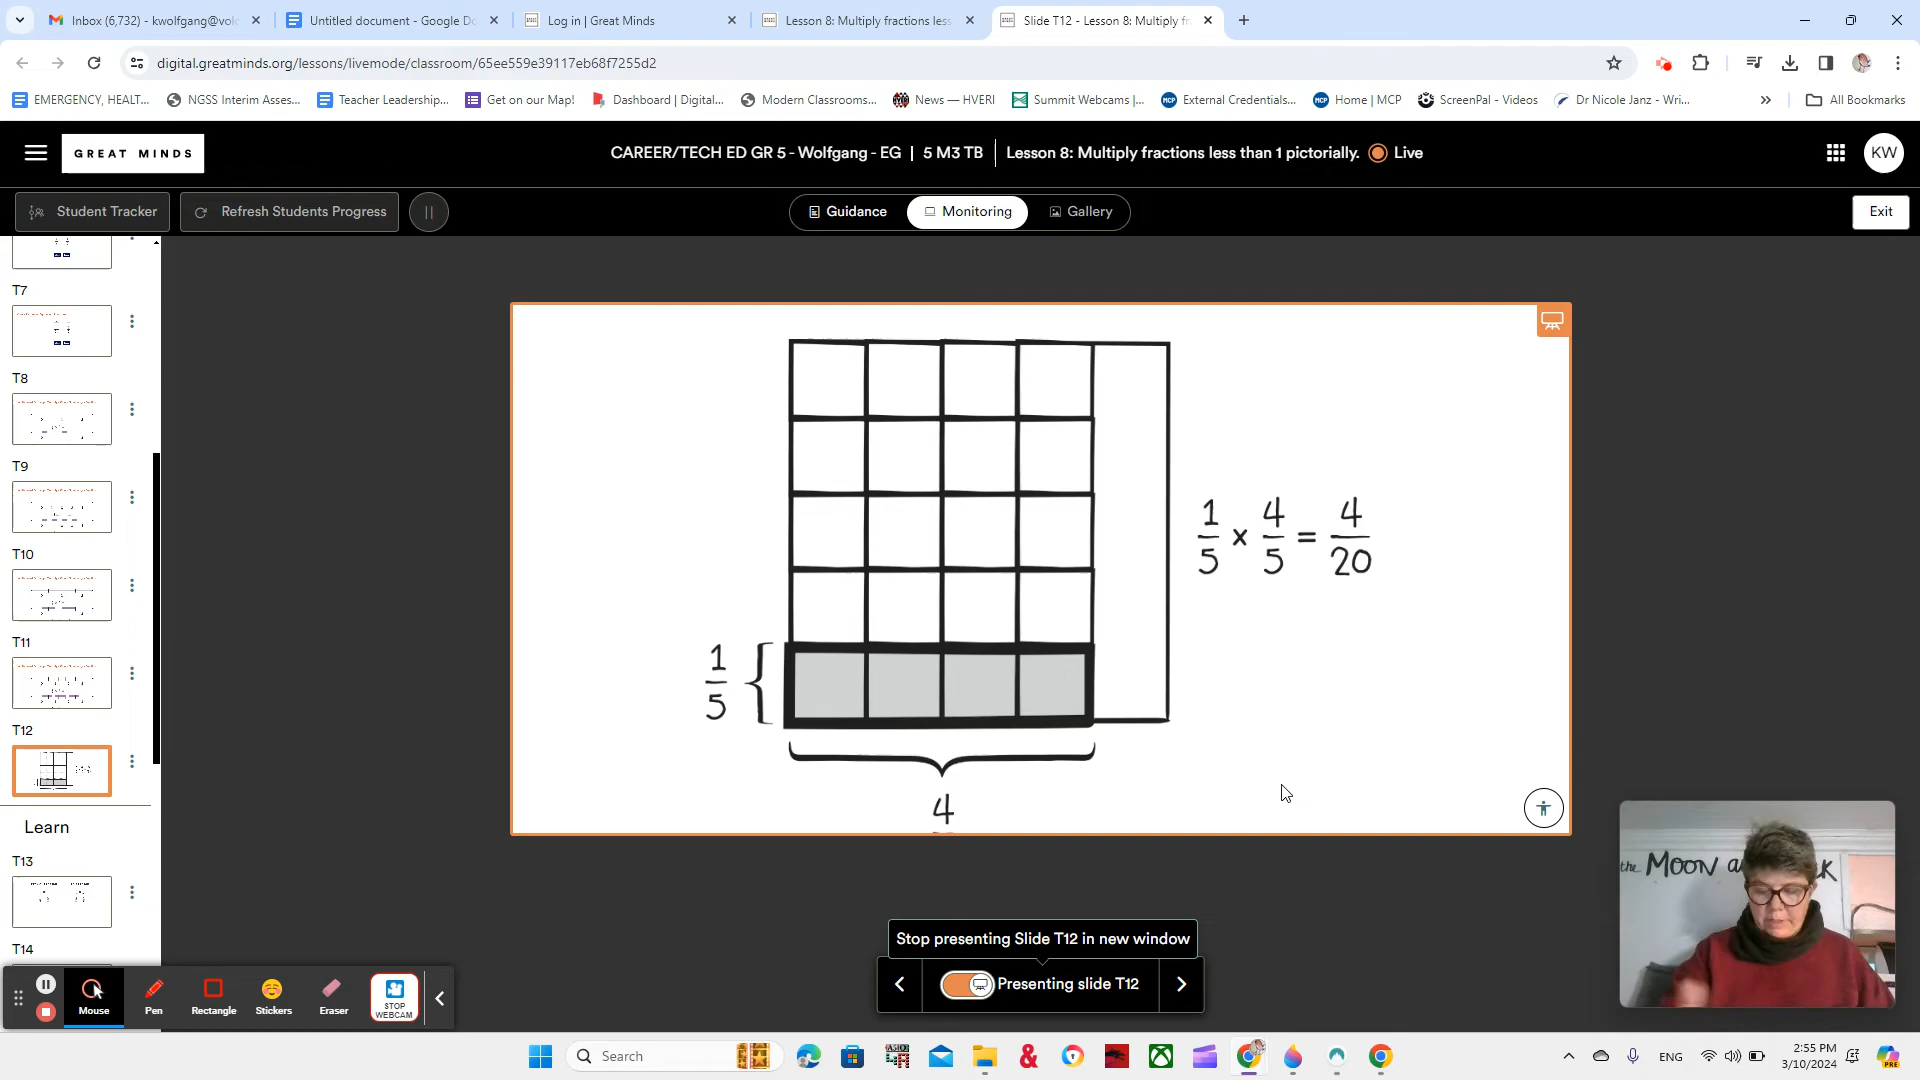 Inbox (6,732) - kwolfgang@vol
Untitled document - Google Do
Log in | Great Minds
Lesson 8: Multiply fractions less
Slide T12 - Lesson 8: Multiply fr
digital.greatminds.org/lessons/livemode/classroom/65ee559e39117eb68f7255d2
EMERGENCY, HEALT...
NGSS Interim Asses...
Teacher Leadership...
Get on our Map!
Dashboard | Digital...
Modern Classrooms...
News — HVERI
Summit Webcams |...
External Credentials...
Home | MCP
ScreenPal - Videos
Dr Nicole Janz - Wri...
All Bookmarks
GREAT MINDS
CAREER/TECH ED GR 5 - Wolfgang - EG | 5 M3 TB
Lesson 8: Multiply fractions less than 1 pictorially.
Live
KW
Student Tracker
Refresh Students Progress
Guidance
Monitoring
Gallery
Exit
T7
T8
T9
T10
T11
T12
Learn
T13
T14
1/5 × 4/5 = 4/20
1/5
4
the MOON a
K
Stop presenting Slide T12 in new window
Presenting slide T12
Mouse
Pen
Rectangle
Stickers
Eraser
STOP
WEBCAM
Search
ENG
2:55 PM
3/10/2024
PRE